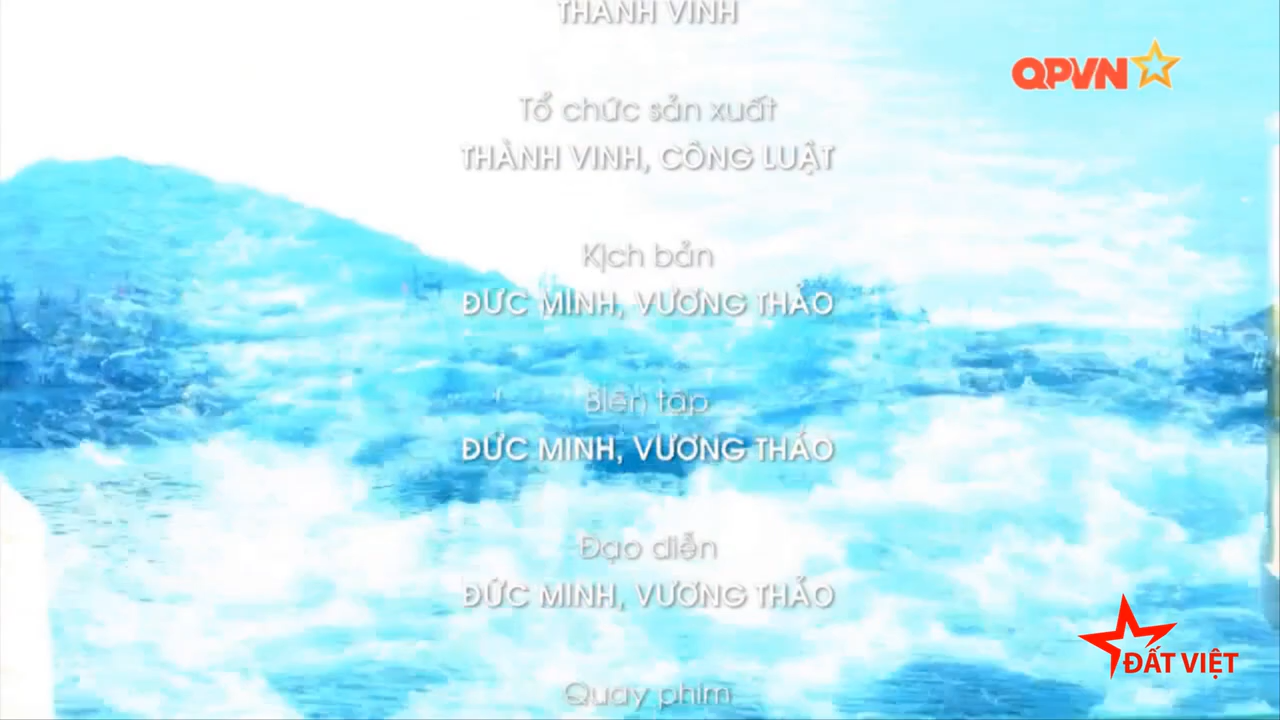 THÀNH VINH
QPVN
Tổ chức sản xuất
THÀNH VINH, CÔNG LUẬT
Kịch bản
ĐỨC MINH, VƯƠNG THẢO
Biên tập
ĐỨC MINH, VƯƠNG THẢO
Đạo diễn
ĐỨC MINH, VƯƠNG THẢO
ĐẤT VIỆT
Quay phim